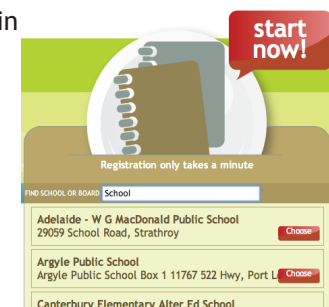 in
start
now!
Registration only takes a minute
FIND SCHOOL OR BOARD School
Adelaide - W G MacDonald Public School
29059 School Road, Strathroy
Choose
Argyle Public School
Argyle Public School Box 1 11767 522 Hwy, Port
Choose
Canterbury Elementary Alter Ed School